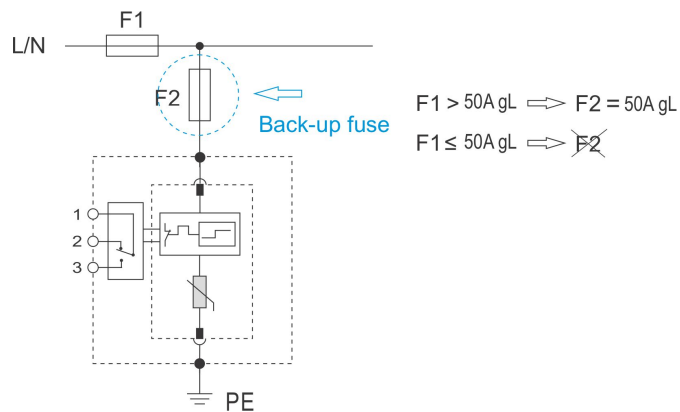 F1
L/N
F2
Back-up fuse
F1 > 50A gL ⇨ F2 = 50A gL
F1 ≤ 50A gL ⇨ F2
1
2
3
PE